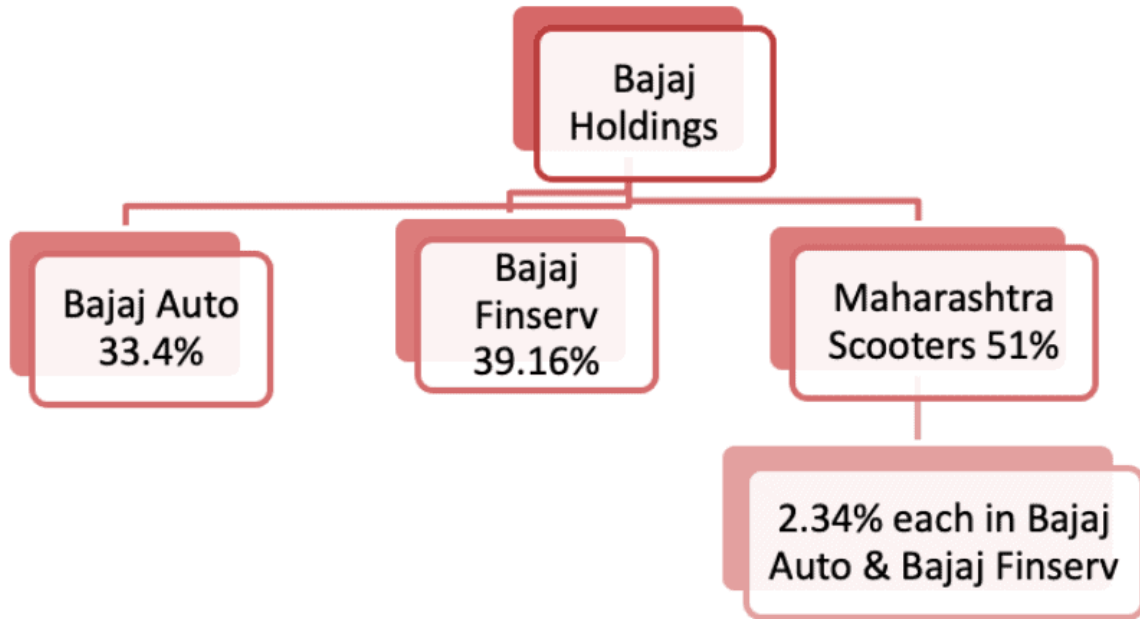 Bajaj
Holdings
Bajaj Auto
33.4%
Bajaj
Finserv
39.16%
Maharashtra
Scooters 51%
2.34% each in Bajaj
Auto & Bajaj Finserv